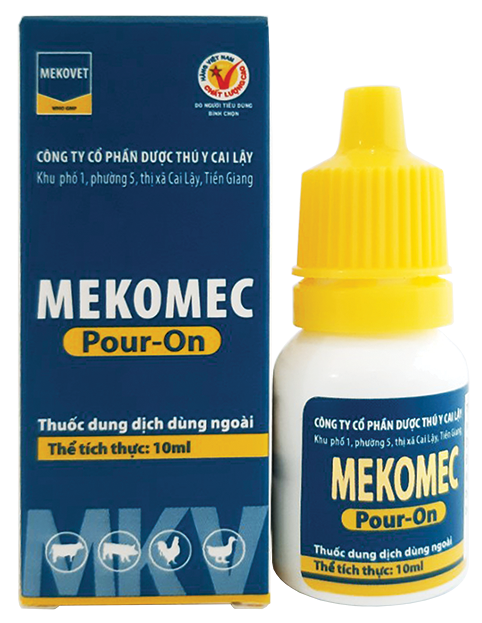 MEKOVET
WHO-GMP
HÀNG VIỆT NAM
CHẤT LƯỢNG CAO
DO NGƯỜI TIÊU DÙNG
BÌNH CHỌN
CÔNG TY CỔ PHẦN DƯỢC THÚ Y CAI LẬY
Khu phố 1, phường 5, thị xã Cai Lậy, Tiền Giang
MEKOMEC
Pour-On
Thuốc dung dịch dùng ngoài
Thể tích thực: 10ml
MKV
CÔNG TY CỔ PHẦN DƯỢC THÚ Y CAI LẬY
Khu phố 1, phường 5, thị xã Cai Lậy, Tiền Giang
MEKOMEC
Pour-On
Thuốc dung dịch dùng ngoài
Thể tích thực: 10ml